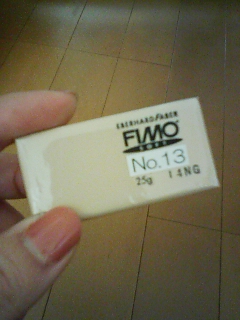 EBERHARD FABER
FIMO
SOFT
No.13
25g 14NG